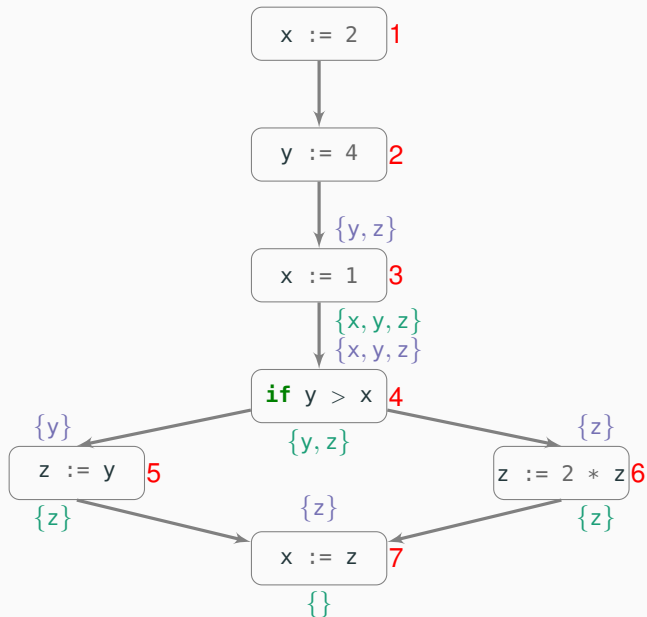 x := 2 1
y := 4 2
{y, z}
x := 1 3
{x, y, z}
{x, y, z}
if y > x 4
{y} {y, z} {z}
z := y 5 z := 2 * z 6
{z} {z} {z}
x := z 7
{}